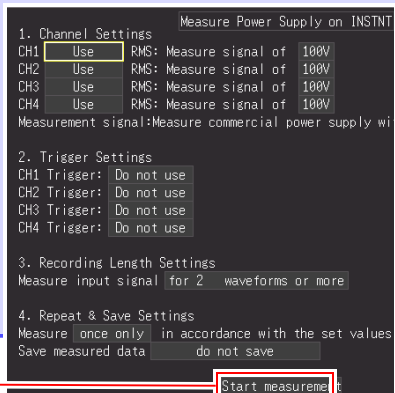 Measure Power Supply on INSTNT
1. Channel Settings
CH1 Use RMS: Measure signal of 100V
CH2 Use RMS: Measure signal of 100V
CH3 Use RMS: Measure signal of 100V
CH4 Use RMS: Measure signal of 100V
Measurement signal:Measure commercial power supply wi
2. Trigger Settings
CH1 Trigger: Do not use
CH2 Trigger: Do not use
CH3 Trigger: Do not use
CH4 Trigger: Do not use
3. Recording Length Settings
Measure input signal for 2 waveforms or more
4. Repeat & Save Settings
Measure once only in accordance with the set values
Save measured data do not save
Start measurement